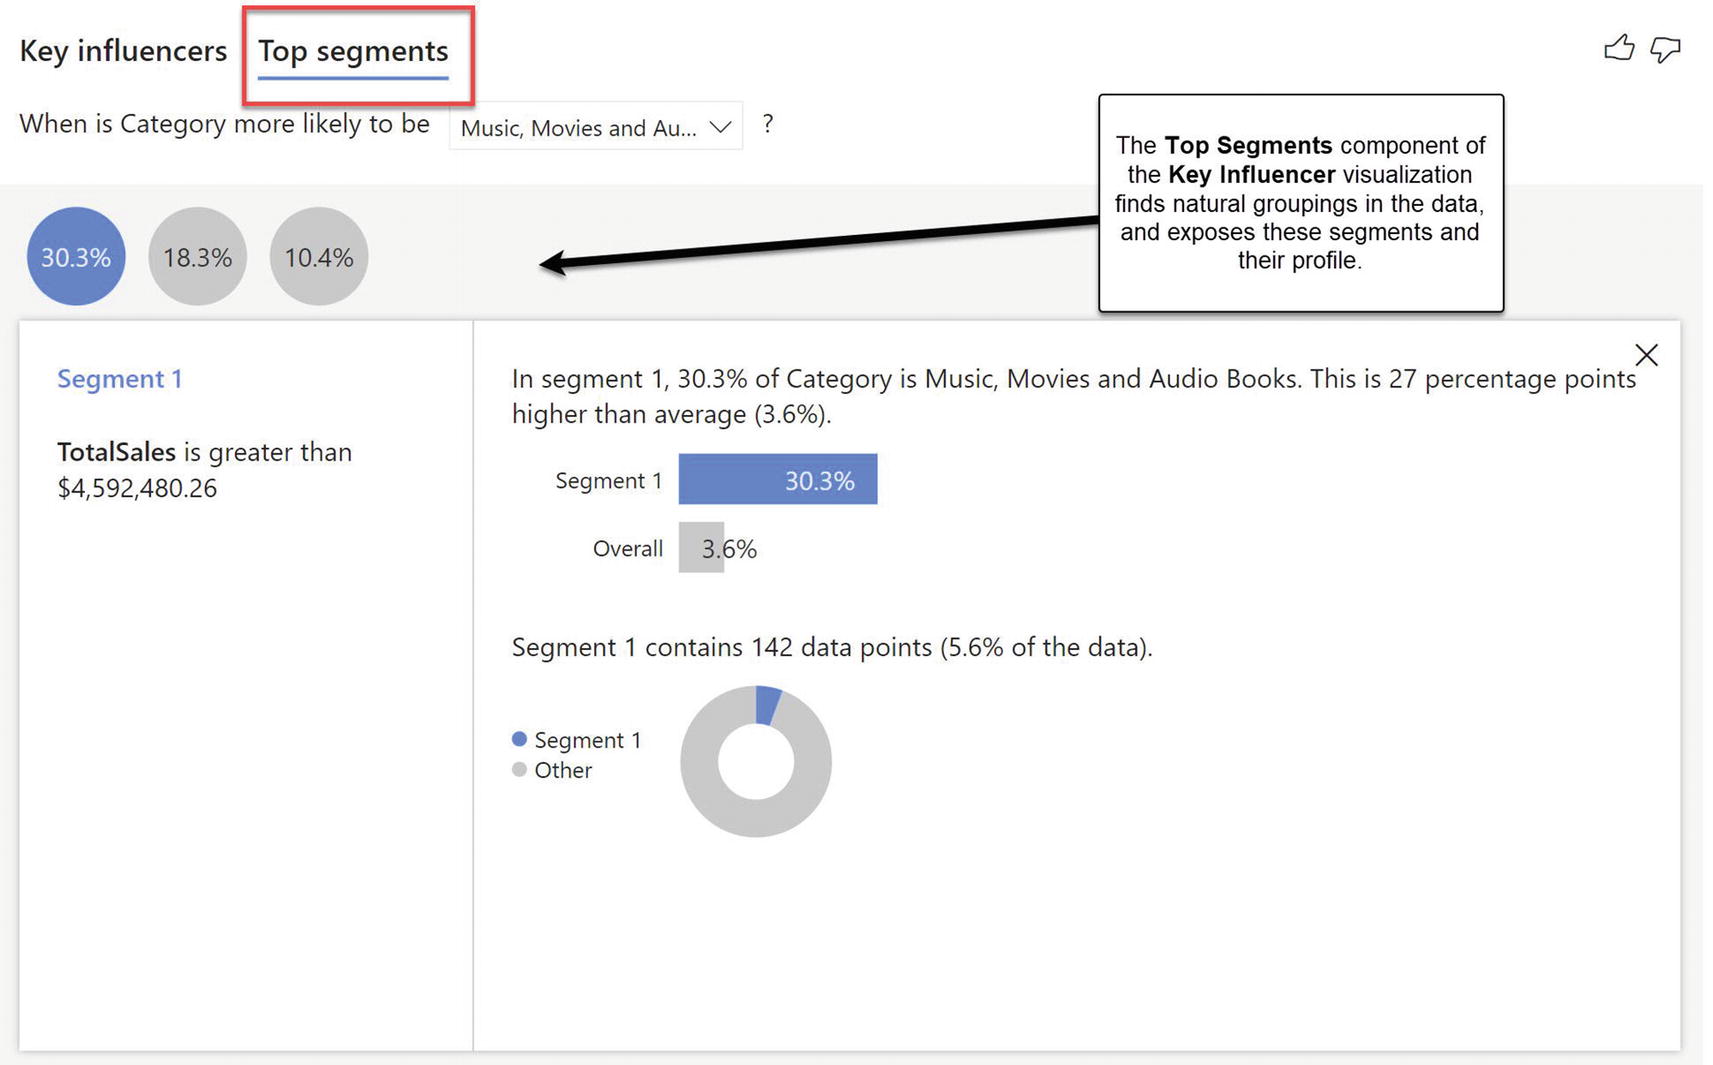 Key influencers Top segments
When is Category more likely to be Music, Movies and Au... ?
The Top Segments component of
the Key Influencer visualization
finds natural groupings in the data,
and exposes these segments and
their profile.
30.3% 18.3% 10.4%
Segment 1
TotalSales is greater than
$4,592,480.26
In segment 1, 30.3% of Category is Music, Movies and Audio Books. This is 27 percentage points
higher than average (3.6%).
Segment 1 30.3%
Overall 3.6%
Segment 1 contains 142 data points (5.6% of the data).
Segment 1
Other